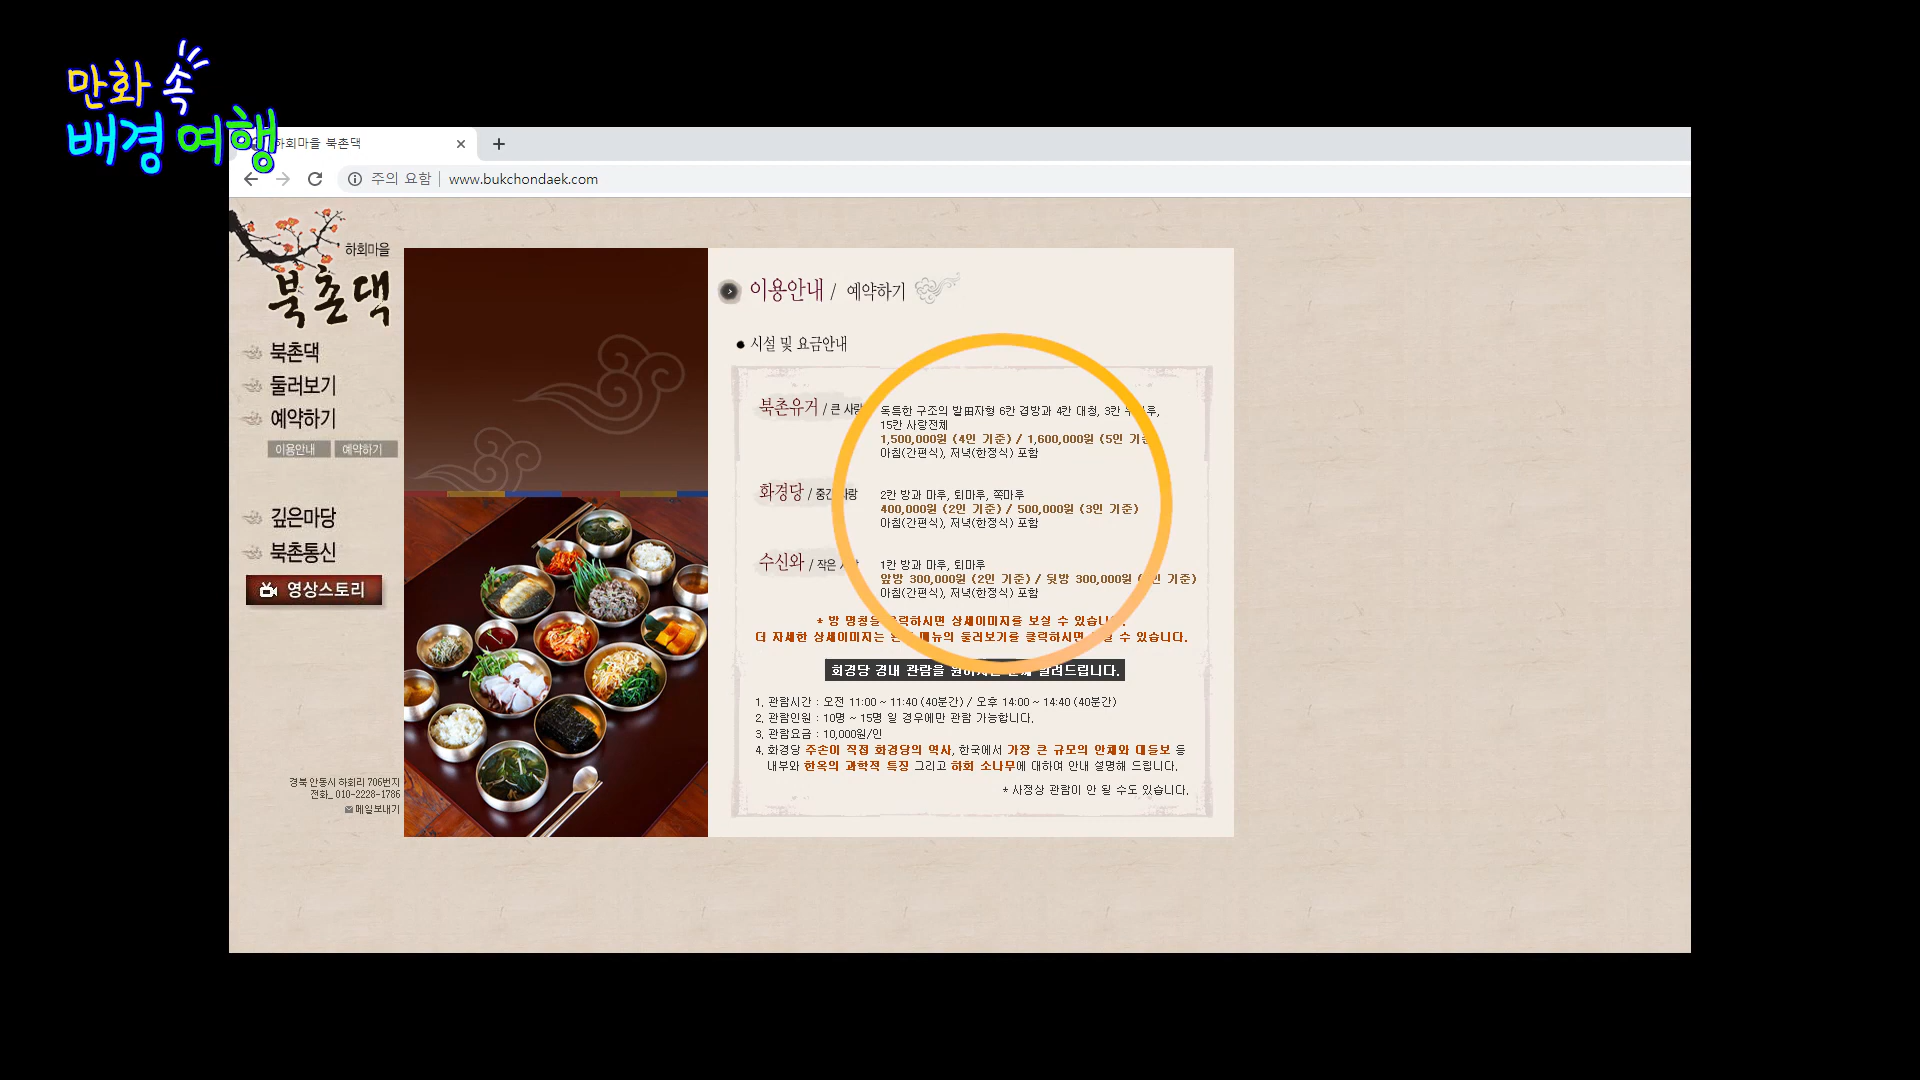 만화 속
배경 여행
하회마을 북촌댁
주의 요함 www.bukchondaek.com
하회마을
북촌댁
북촌댁
둘러보기
예약하기
이용안내 예약하기
깊은마당
북촌통신
영상스토리
경북 안동시 하회리 706번지
전화_ 010-2228-1786
메일보내기
이용안내 / 예약하기
시설 및 요금안내
북촌유거 / 큰 사랑
독특한 구조의 발田자형 6칸 겹방과 4칸 대청, 3칸
15칸 사랑전체
1,500,000원 (4인 기준) / 1,600,000원 (5인
아침(간편식), 저녁(한정식) 포함
화경당 / 중간 사랑
2칸 방과 마루, 퇴마루, 쪽마루
400,000원 (2인 기준) / 500,000원 (3인 기준)
아침(간편식), 저녁(한정식) 포함
수신와 / 작은
1칸 방과 마루, 퇴마루
앞방 300,000원 (2인 기준) / 뒷방 300,000원 기준)
아침(간편식), 저녁(한정식) 포함
* 방 명칭을 상세이미지를 보실 수 있습니다.
더 자세한 상세이미지는 메뉴의 둘러보기를 클릭하시면 수 있습니다.
화경당 경내 관람을 알려드립니다.
1. 관람시간 : 오전 11:00 ~ 11:40 (40분간) / 오후 14:00 ~ 14:40 (40분간)
2. 관람인원 : 10명 ~ 15명 일 경우에만 관람 가능합니다.
3. 관람요금 : 10,000원/인
4. 화경당 주손이 직접 화경당의 역사, 한국에서 가장 큰 규모의 안채와 대들보 등
내부와 한옥의 과학적 특징 그리고 하회 소나무에 대하여 안내 설명해 드립니다.
* 사정상 관람이 안 될 수도 있습니다.